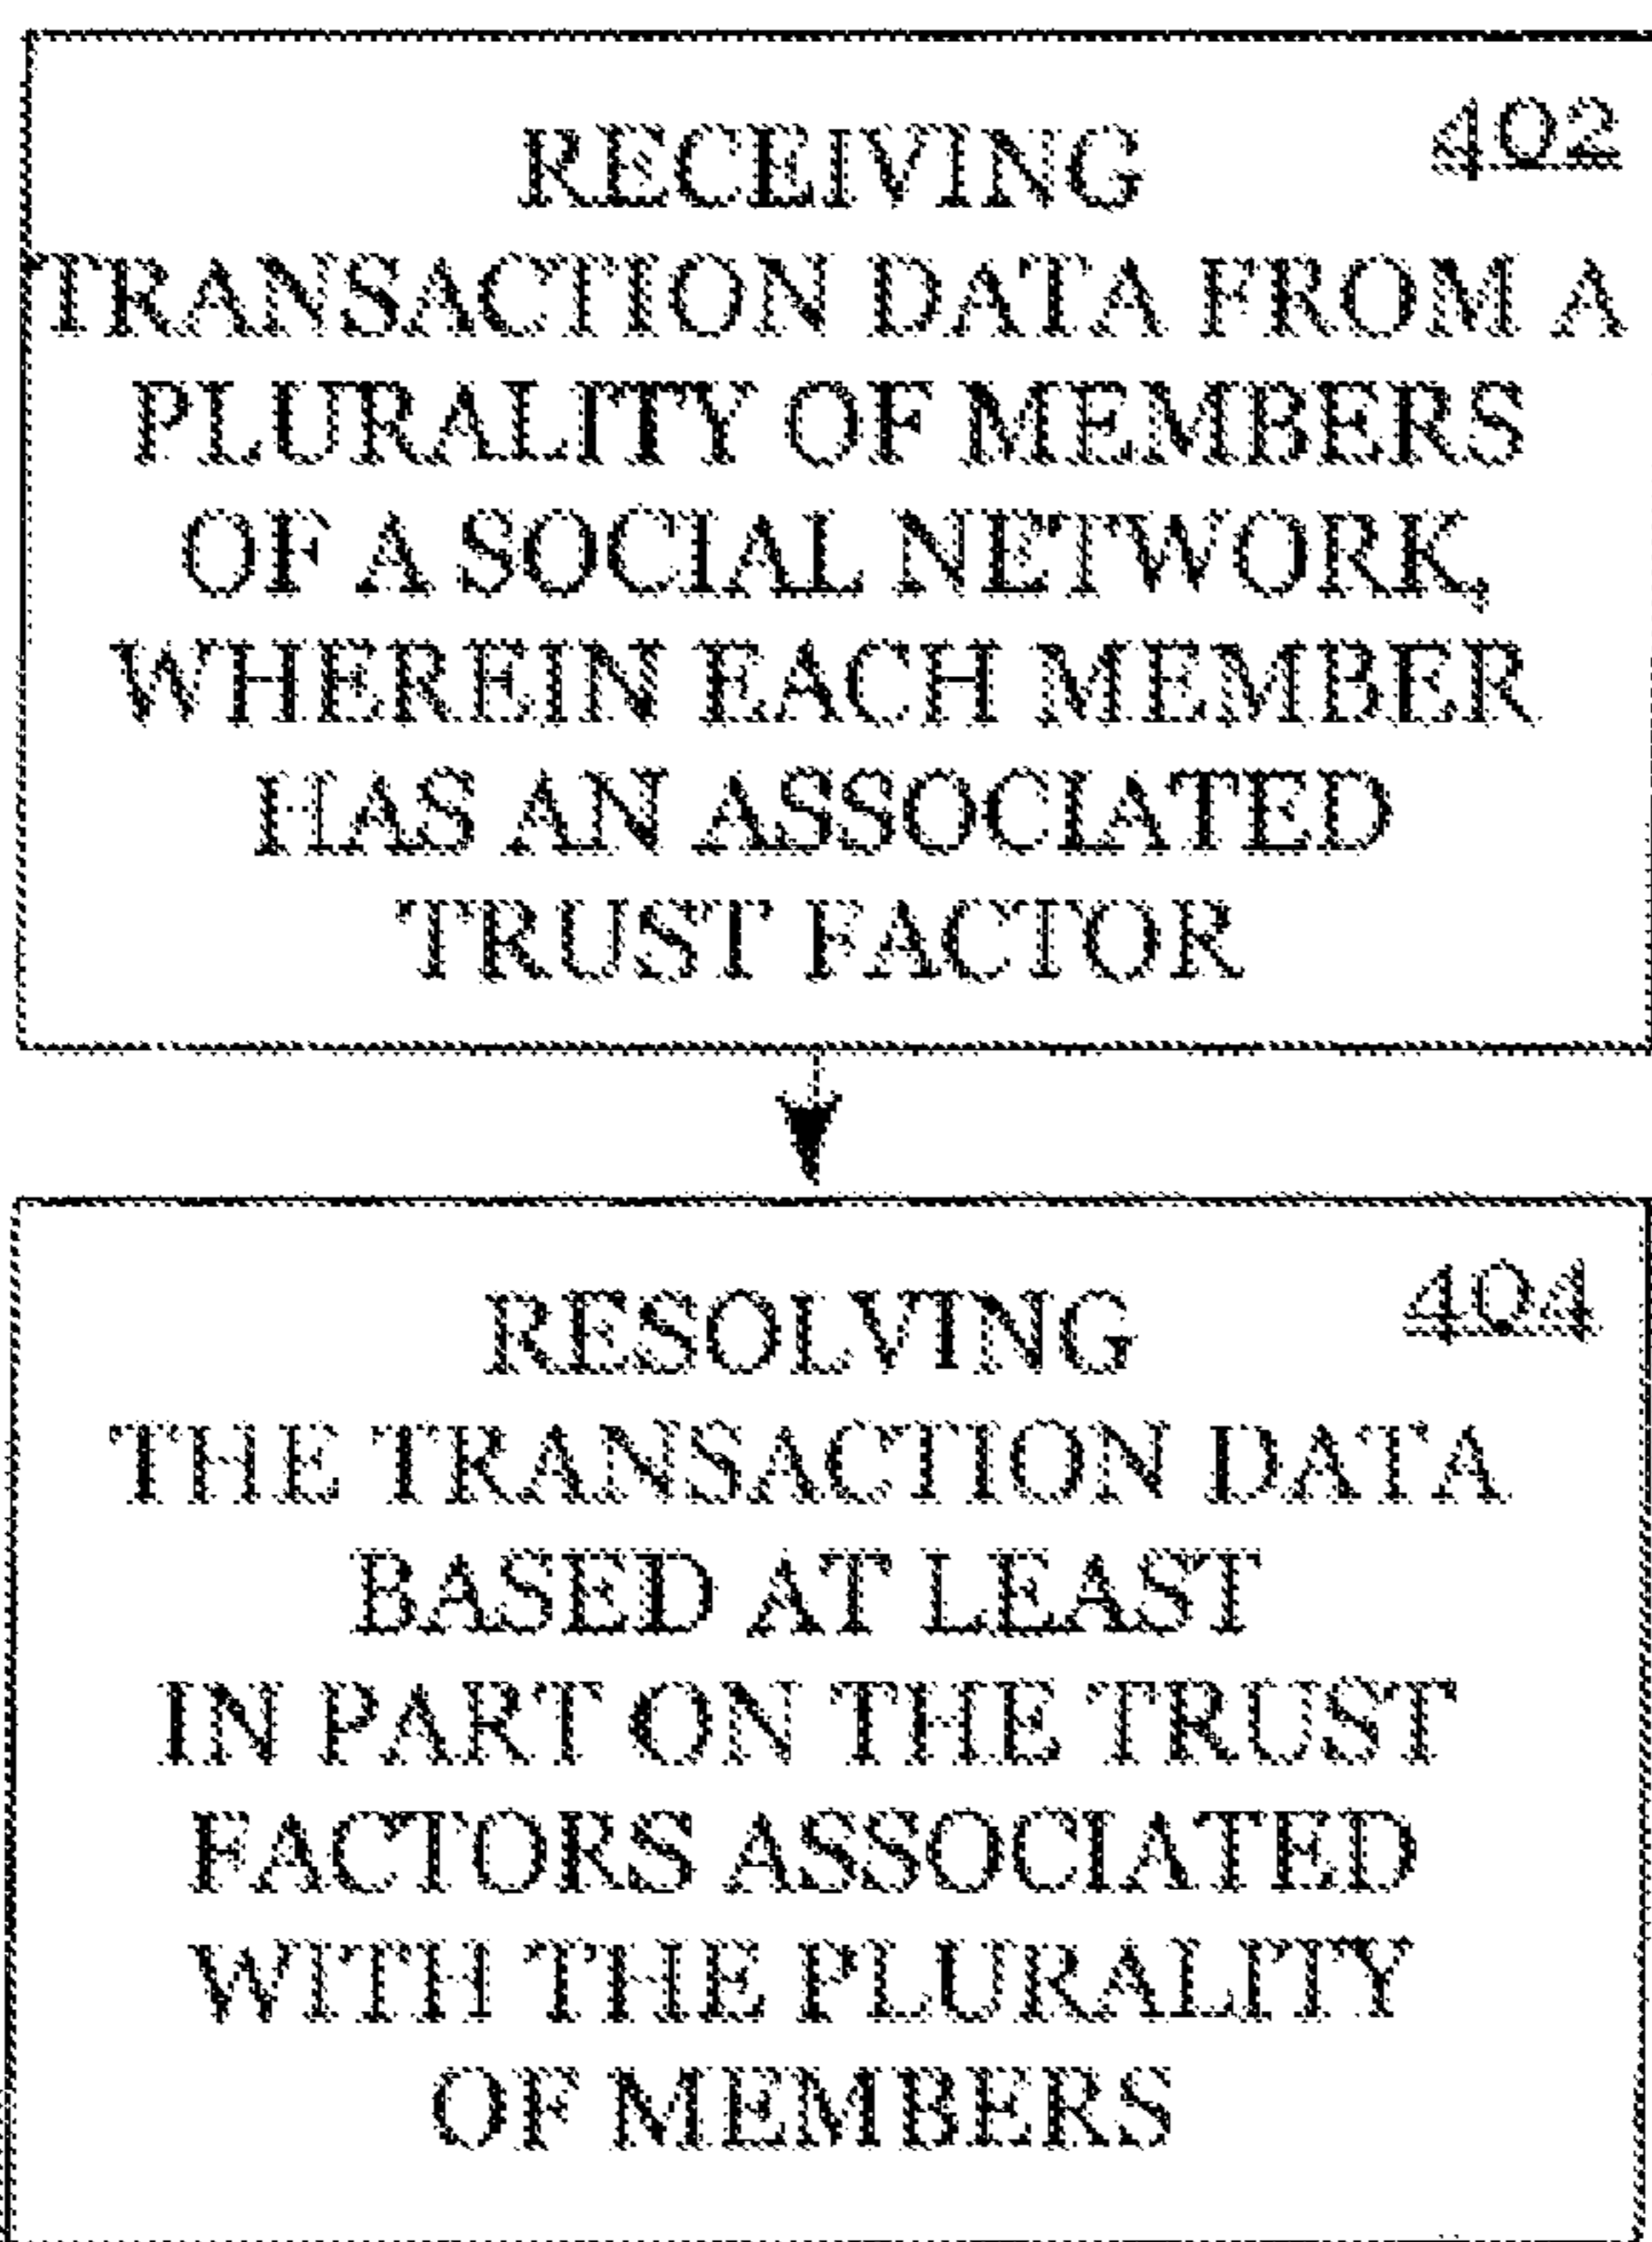 402
RECEIVING
TRANSACTION DATA FROM A
PLURALITY OF MEMBERS
OF A SOCIAL NETWORK,
WHEREIN EACH MEMBER
HAS AN ASSOCIATED
TRUST FACTOR
404
RESOLVING
THE TRANSACTION DATA
BASED AT LEAST
IN PART ON THE TRUST
FACTORS ASSOCIATED
WITH THE PLURALITY
OF MEMBERS